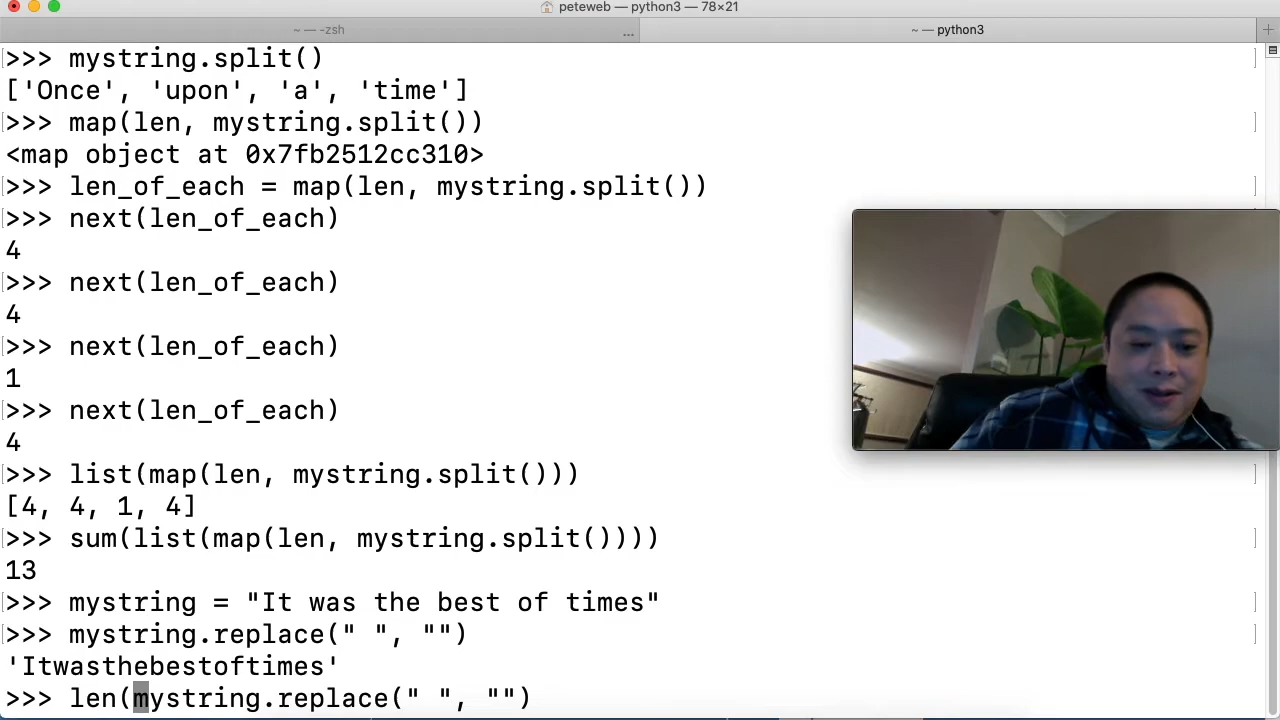 peteweb — python3 — 78×21
~ — -zsh
...
~ — python3
>>> mystring.split()
['Once', 'upon', 'a', 'time']
>>> map(len, mystring.split())
<map object at 0x7fb2512cc310>
>>> len_of_each = map(len, mystring.split())
>>> next(len_of_each)
4
>>> next(len_of_each)
4
>>> next(len_of_each)
1
>>> next(len_of_each)
4
>>> list(map(len, mystring.split()))
[4, 4, 1, 4]
>>> sum(list(map(len, mystring.split())))
13
>>> mystring = "It was the best of times"
>>> mystring.replace(" ", "")
'Itwasthebestoftimes'
>>> len(mystring.replace(" ", "")